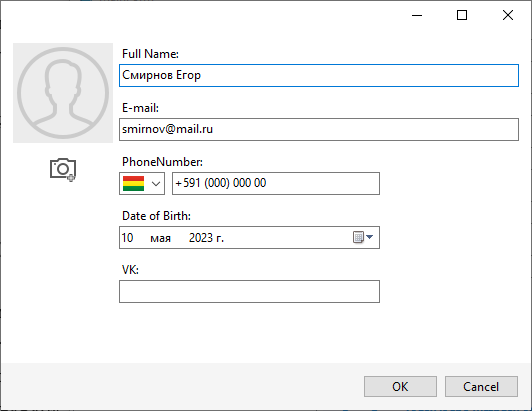 Full Name:
Смирнов Егор
E-mail:
smirnov@mail.ru
PhoneNumber:
+591 (000) 000 00
Date of Birth:
10 мая 2023 г.
VK:
OK Cancel